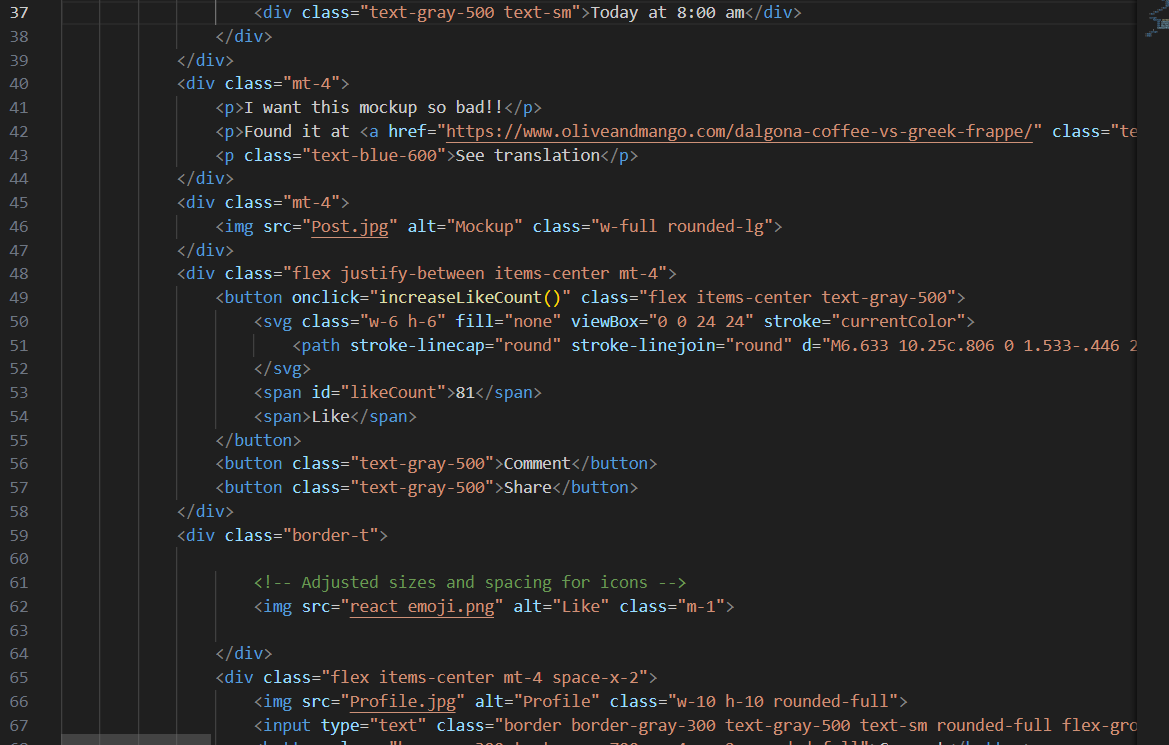 37 <div class="text-gray-500 text-sm">Today at 8:00 am</div>
38 </div>
39 </div>
40 <div class="mt-4">
41 <p>I want this mockup so bad!!</p>
42 <p>Found it at <a href="https://www.oliveandmango.com/dalgona-coffee-vs-greek-frappe/" class="te
43 <p class="text-blue-600">See translation</p>
44 </div>
45 <div class="mt-4">
46 <img src="Post.jpg" alt="Mockup" class="w-full rounded-lg">
47 </div>
48 <div class="flex justify-between items-center mt-4">
49 <button onclick="increaseLikeCount()" class="flex items-center text-gray-500">
50 <svg class="w-6 h-6" fill="none" viewBox="0 0 24 24" stroke="currentColor">
51 <path stroke-linecap="round" stroke-linejoin="round" d="M6.633 10.25c.806 0 1.533-.446 2
52 </svg>
53 <span id="likeCount">81</span>
54 <span>Like</span>
55 </button>
56 <button class="text-gray-500">Comment</button>
57 <button class="text-gray-500">Share</button>
58 </div>
59 <div class="border-t">
60
61 <!-- Adjusted sizes and spacing for icons -->
62 <img src="react emoji.png" alt="Like" class="m-1">
63
64 </div>
65 <div class="flex items-center mt-4 space-x-2">
66 <img src="Profile.jpg" alt="Profile" class="w-10 h-10 rounded-full">
67 <input type="text" class="border border-gray-300 text-gray-500 text-sm rounded-full flex-gro